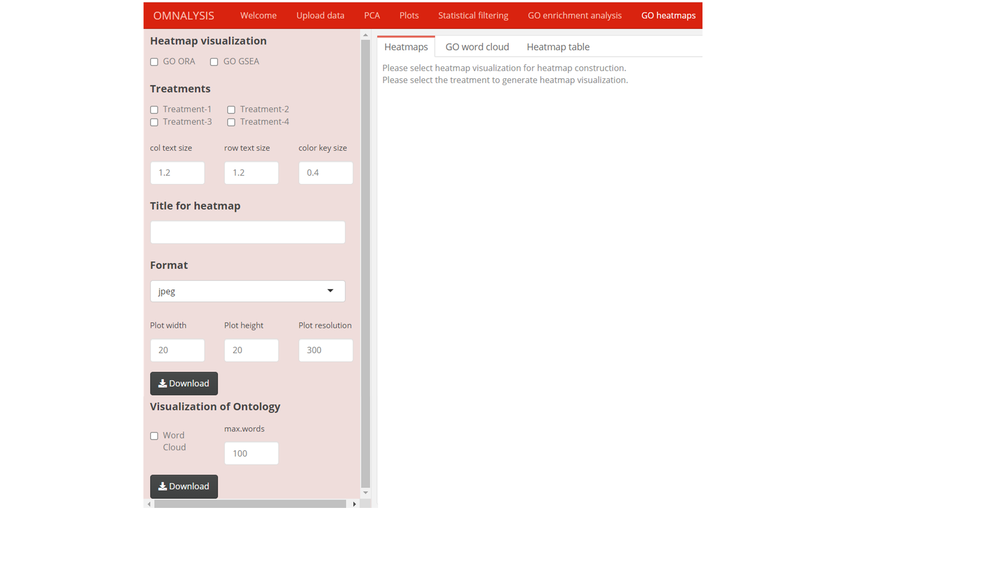 OMNALYSIS Welcome Upload data PCA Plots Statistical filtering GO enrichment analysis GO heatmaps
Heatmap visualization
GO ORA GO GSEA
Treatments
Treatment-1 Treatment-2
Treatment-3 Treatment-4
col text size row text size color key size
1.2 1.2 0.4
Title for heatmap
Format
jpeg
Plot width Plot height Plot resolution
20 20 300
Download
Visualization of Ontology
Word
Cloud
max.words
100
Download
Heatmaps GO word cloud Heatmap table
Please select heatmap visualization for heatmap construction.
Please select the treatment to generate heatmap visualization.